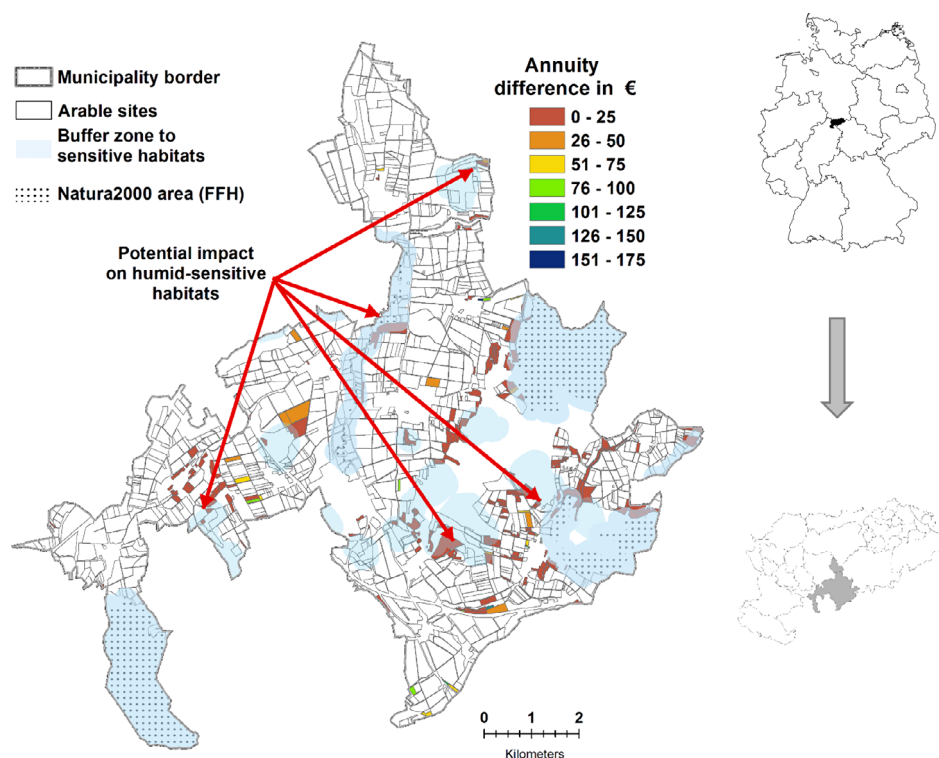 Municipality border
Arable sites
Buffer zone to
sensitive habitats
Natura2000 area (FFH)
Potential impact
on humid-sensitive
habitats
Annuity
difference in €
0 - 25
26 - 50
51 - 75
76 - 100
101 - 125
126 - 150
151 - 175
0 1 2
Kilometers